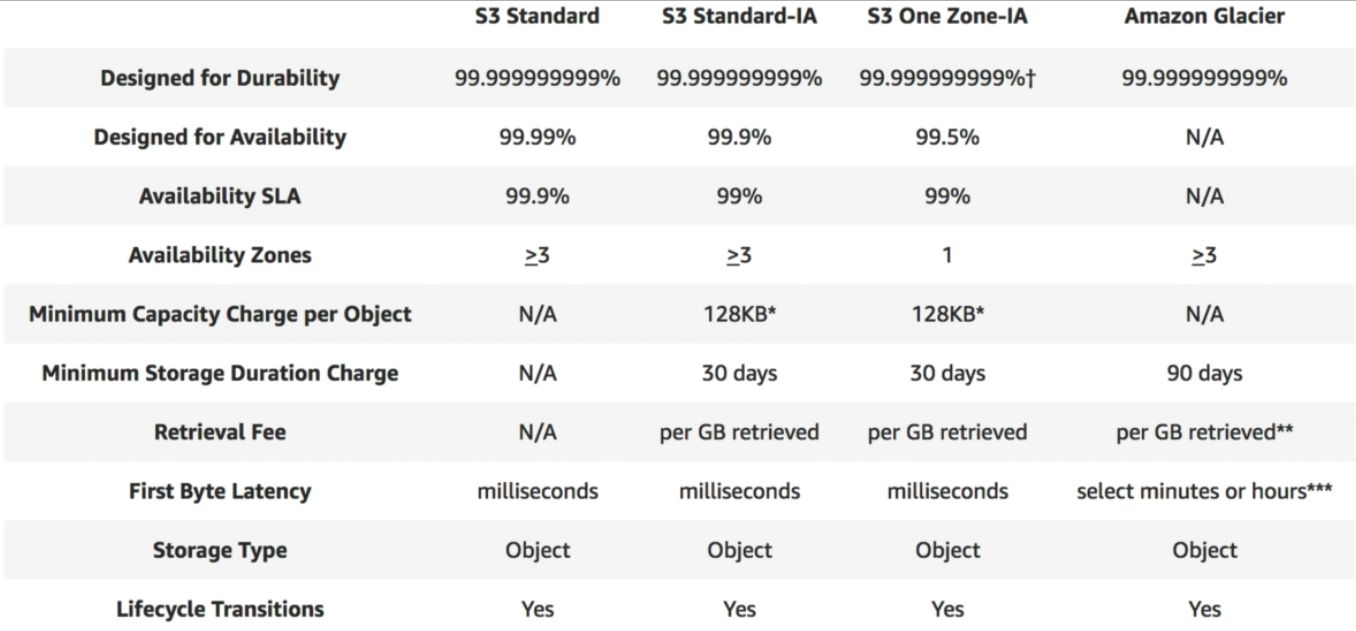 S3 Standard S3 Standard-IA S3 One Zone-IA Amazon Glacier
Designed for Durability 99.999999999% 99.999999999% 99.999999999%† 99.999999999%
Designed for Availability 99.99% 99.9% 99.5% N/A
Availability SLA 99.9% 99% 99% N/A
Availability Zones ≥3 ≥3 1 ≥3
Minimum Capacity Charge per Object N/A 128KB* 128KB* N/A
Minimum Storage Duration Charge N/A 30 days 30 days 90 days
Retrieval Fee N/A per GB retrieved per GB retrieved per GB retrieved**
First Byte Latency milliseconds milliseconds milliseconds select minutes or hours***
Storage Type Object Object Object Object
Lifecycle Transitions Yes Yes Yes Yes